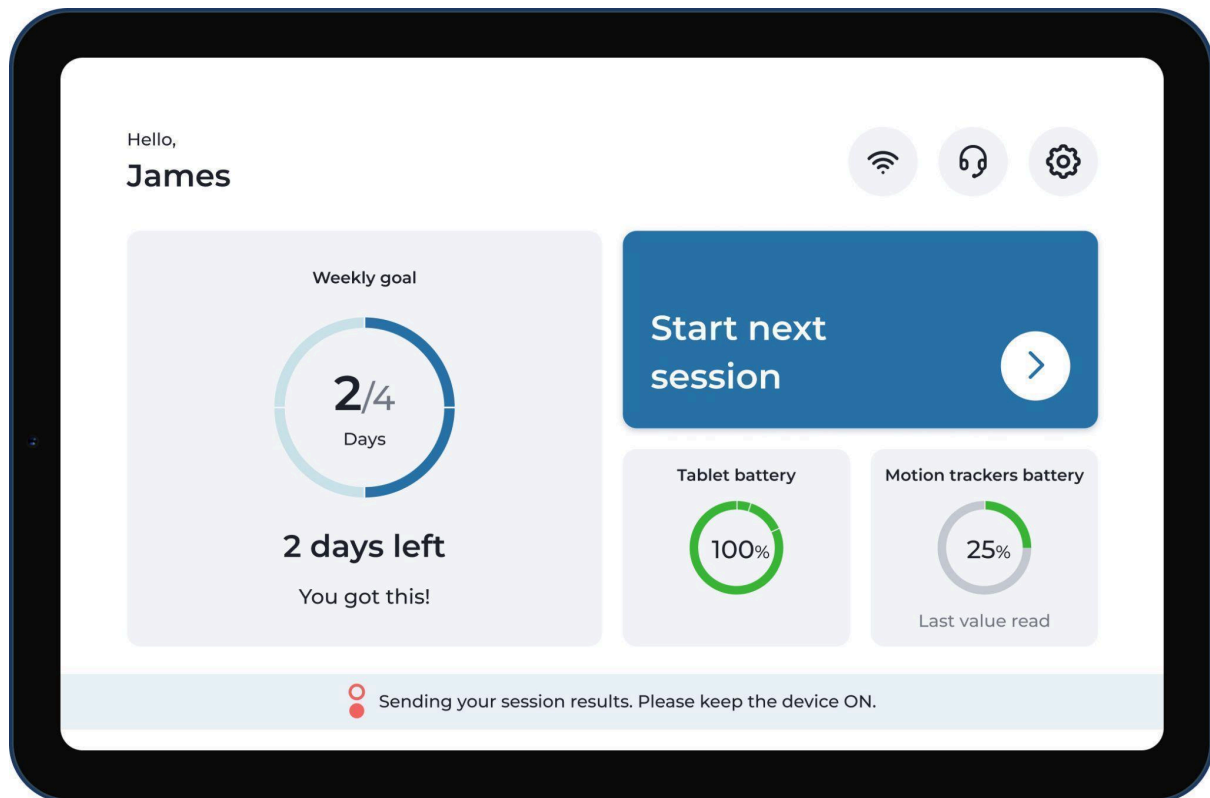 Hello,
James
Weekly goal
2/4
Days
2 days left
You got this!
Start next
session
Tablet battery
100%
Motion trackers battery
25%
Last value read
Sending your session results. Please keep the device ON.